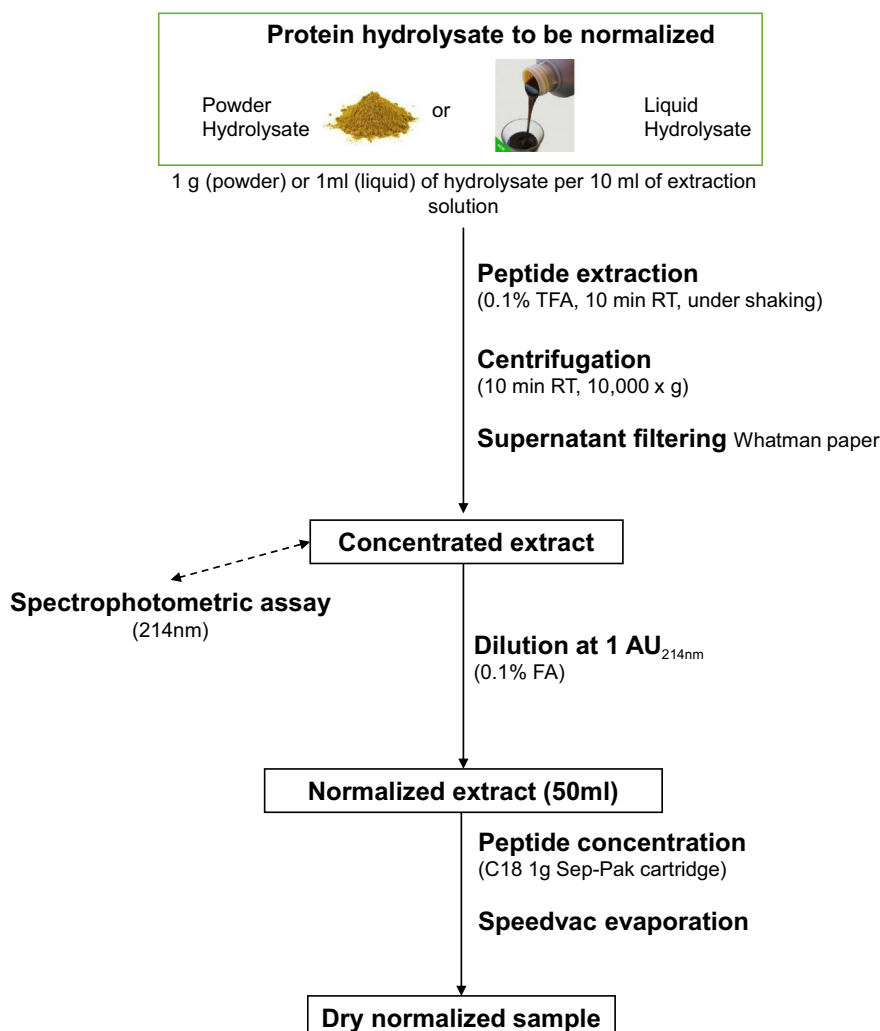 Protein hydrolysate to be normalized
Powder
Hydrolysate
or
Liquid
Hydrolysate
1 g (powder) or 1ml (liquid) of hydrolysate per 10 ml of extraction
solution
Peptide extraction
(0.1% TFA, 10 min RT, under shaking)
Centrifugation
(10 min RT, 10,000 x g)
Supernatant filtering Whatman paper
Concentrated extract
Spectrophotometric assay
(214nm)
Dilution at 1 AU214nm
(0.1% FA)
Normalized extract (50ml)
Peptide concentration
(C18 1g Sep-Pak cartridge)
Speedvac evaporation
Dry normalized sample